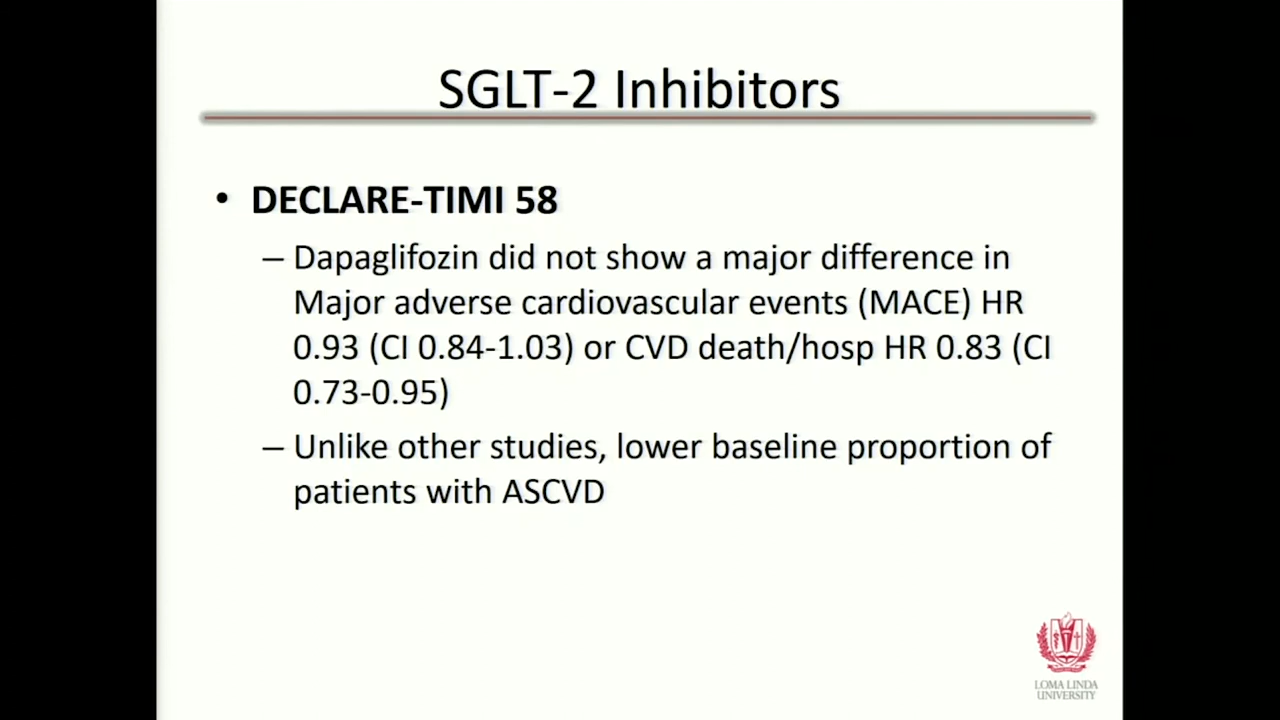 SGLT-2 Inhibitors
• DECLARE-TIMI 58
– Dapaglifozin did not show a major difference in
Major adverse cardiovascular events (MACE) HR
0.93 (CI 0.84-1.03) or CVD death/hosp HR 0.83 (CI
0.73-0.95)
– Unlike other studies, lower baseline proportion of
patients with ASCVD
LOMA LINDA
UNIVERSITY